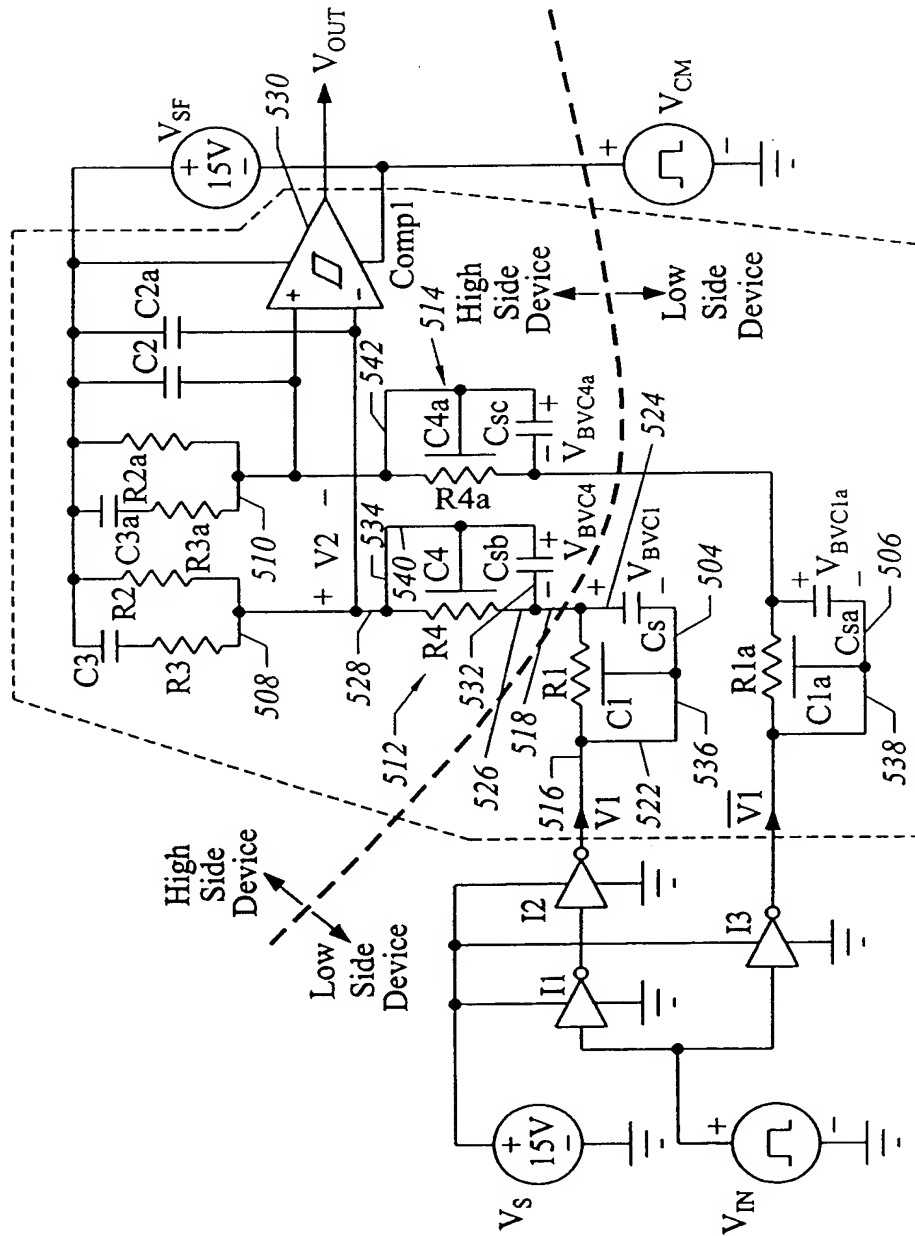 V_SF
15V
+
−
V_OUT
530
C2a
C2
Comp1
+
−
514
High
Side
Device
Low
Side
Device
V_CM
+
−
C3
R3
R2
C3a
R3a
R2a
510
508
+ V2 −
528
534
540
542
R4
C4
Csb
R4a
C4a
Csc
+
−
V_BVC4
+
−
V_BVC4a
512
532
526
518
524
High
Side
Device
Low
Side
Device
516
V1
R1
C1
Cs
+
−
V_BVC1
504
522
536
V1
R1a
C1a
Csa
+
−
V_BVC1a
506
538
I1
I2
I3
V_S
15V
+
−
V_IN
+
−